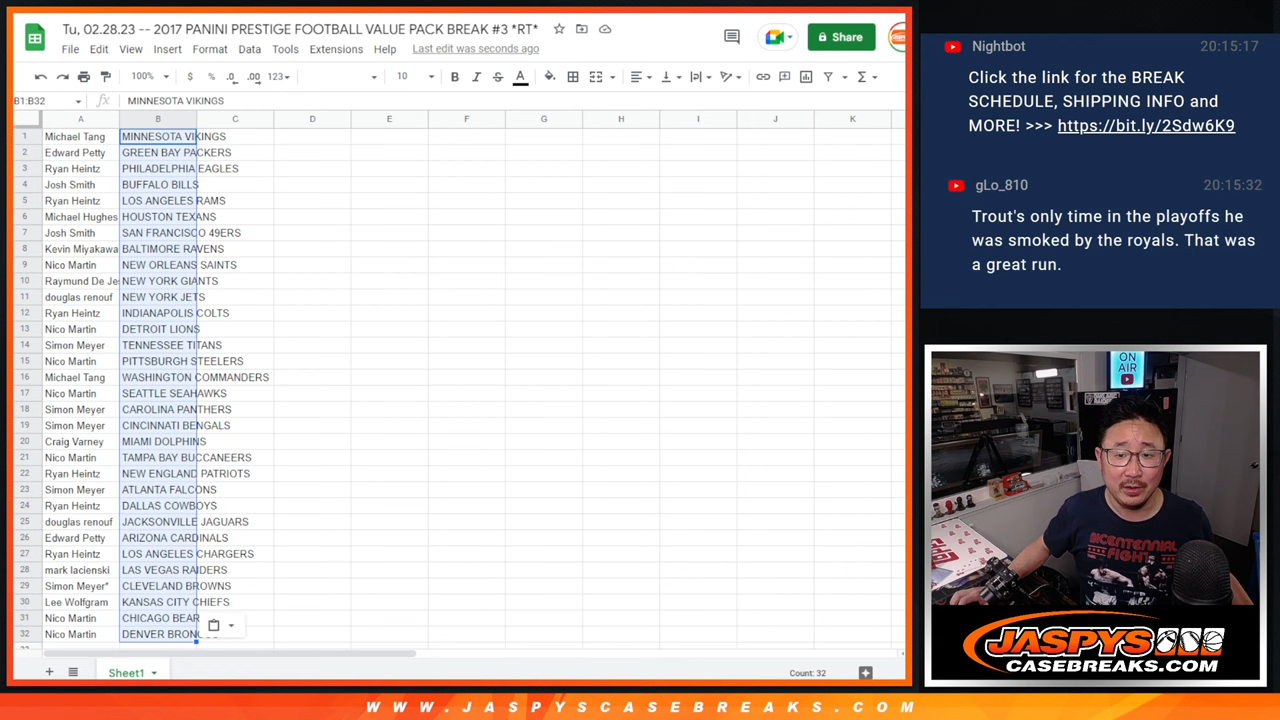 Tu, 02.28.23 -- 2017 PANINI PRESTIGE FOOTBALL VALUE PACK BREAK #3 *RT*
File Edit View Insert Format Data Tools Extensions Help Last edit was seconds ago
Share
100% $ % .0 .00 123 10 B I S A
B1:B32 fx MINNESOTA VIKINGS
A B C D E F G H I J K
1 Michael Tang MINNESOTA VIKINGS
2 Edward Petty GREEN BAY PACKERS
3 Ryan Heintz PHILADELPHIA EAGLES
4 Josh Smith BUFFALO BILLS
5 Ryan Heintz LOS ANGELES RAMS
6 Michael Hughes HOUSTON TEXANS
7 Josh Smith SAN FRANCISCO 49ERS
8 Kevin Miyakawa BALTIMORE RAVENS
9 Nico Martin NEW ORLEANS SAINTS
10 Raymund De Je NEW YORK GIANTS
11 douglas renouf NEW YORK JETS
12 Ryan Heintz INDIANAPOLIS COLTS
13 Nico Martin DETROIT LIONS
14 Simon Meyer TENNESSEE TITANS
15 Nico Martin PITTSBURGH STEELERS
16 Michael Tang WASHINGTON COMMANDERS
17 Nico Martin SEATTLE SEAHAWKS
18 Simon Meyer CAROLINA PANTHERS
19 Simon Meyer CINCINNATI BENGALS
20 Craig Varney MIAMI DOLPHINS
21 Nico Martin TAMPA BAY BUCCANEERS
22 Ryan Heintz NEW ENGLAND PATRIOTS
23 Simon Meyer ATLANTA FALCONS
24 Ryan Heintz DALLAS COWBOYS
25 douglas renouf JACKSONVILLE JAGUARS
26 Edward Petty ARIZONA CARDINALS
27 Ryan Heintz LOS ANGELES CHARGERS
28 mark lacienski LAS VEGAS RAIDERS
29 Simon Meyer* CLEVELAND BROWNS
30 Lee Wolfgram KANSAS CITY CHIEFS
31 Nico Martin CHICAGO BEAR
32 Nico Martin DENVER BRON
Sheet1 Count: 32
Nightbot 20:15:17
Click the link for the BREAK
SCHEDULE, SHIPPING INFO and
MORE! >>> https://bit.ly/2Sdw6K9
gLo_810 20:15:32
Trout's only time in the playoffs he
was smoked by the royals. That was
a great run.
ON
AIR
BICENTENNIAL
FIGHT
JASPYS
CASEBREAKS.COM
WWW.JASPYSCASEBREAKS.COM